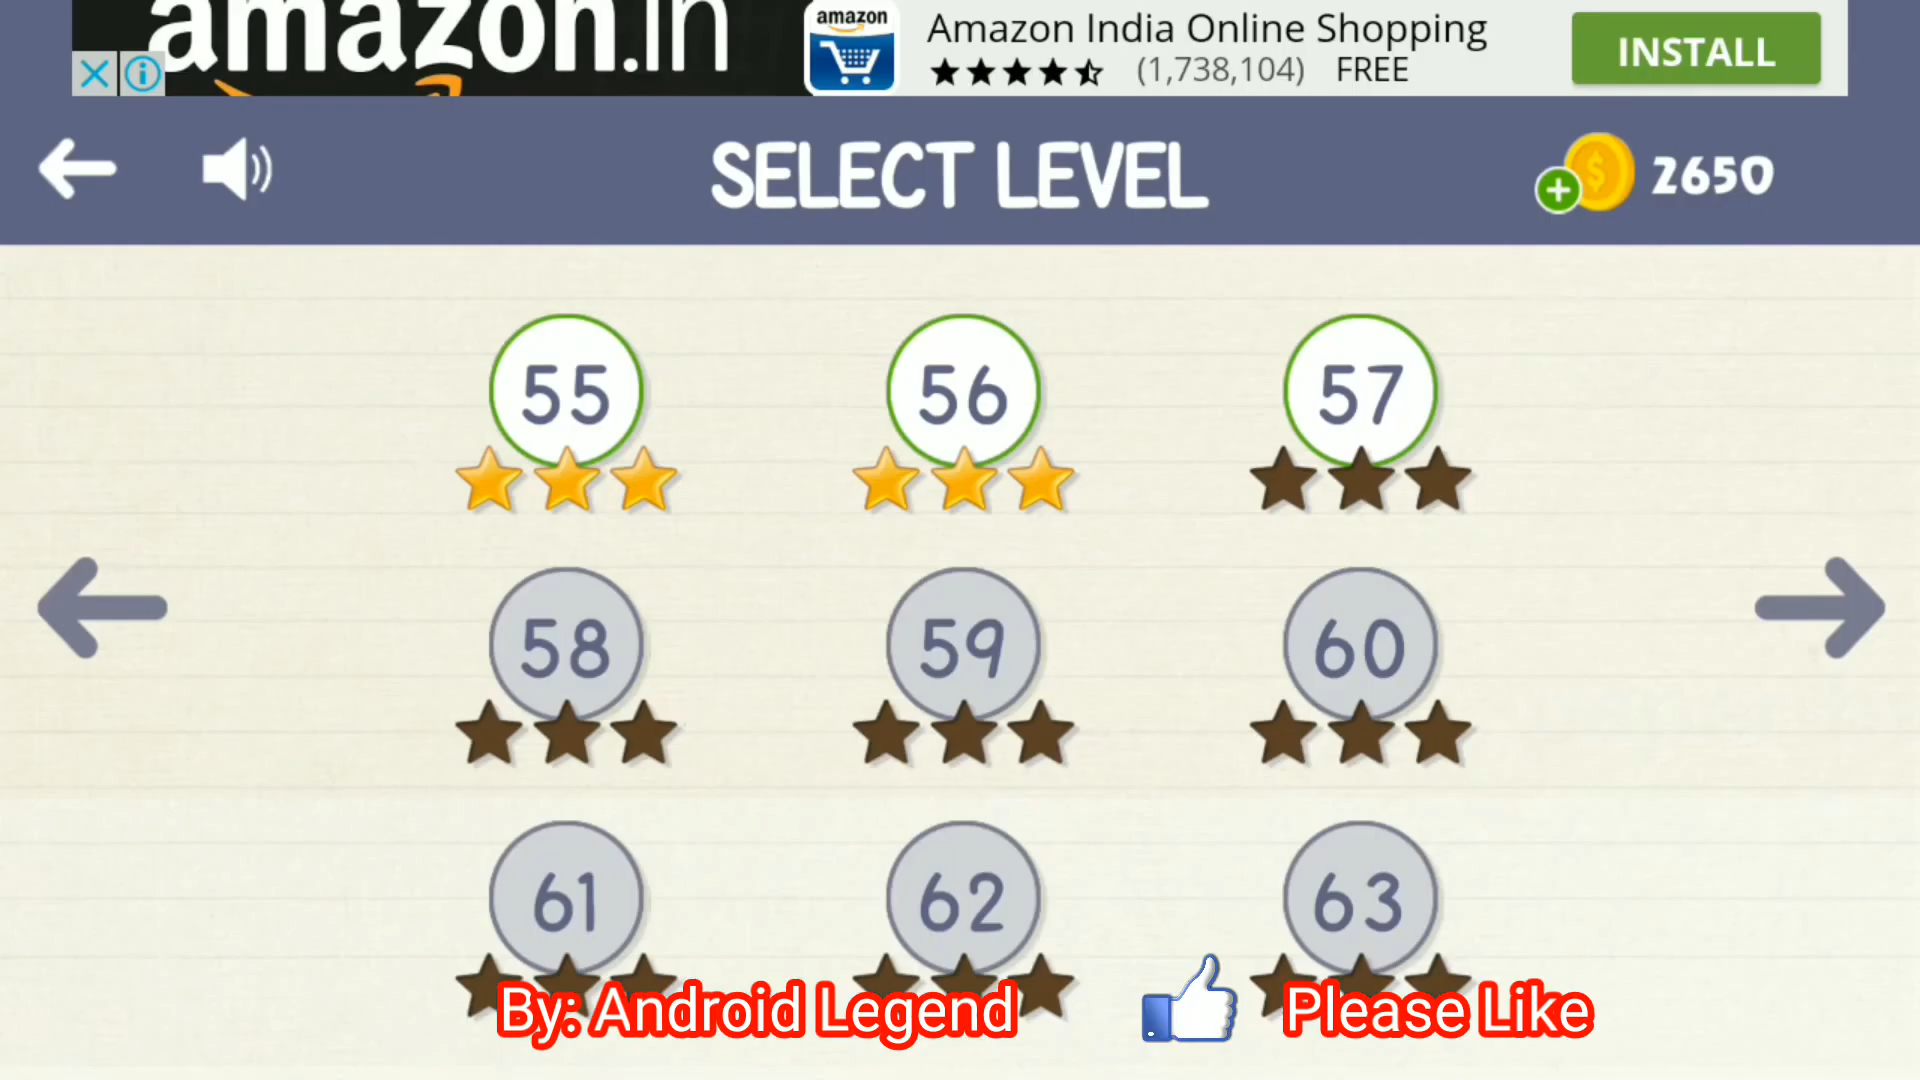 amazon.in
amazon
Amazon India Online Shopping
(1,738,104) FREE
INSTALL
SELECT LEVEL
$
2650
55
56
57
58
59
60
61
62
63
By: Android Legend
Please Like